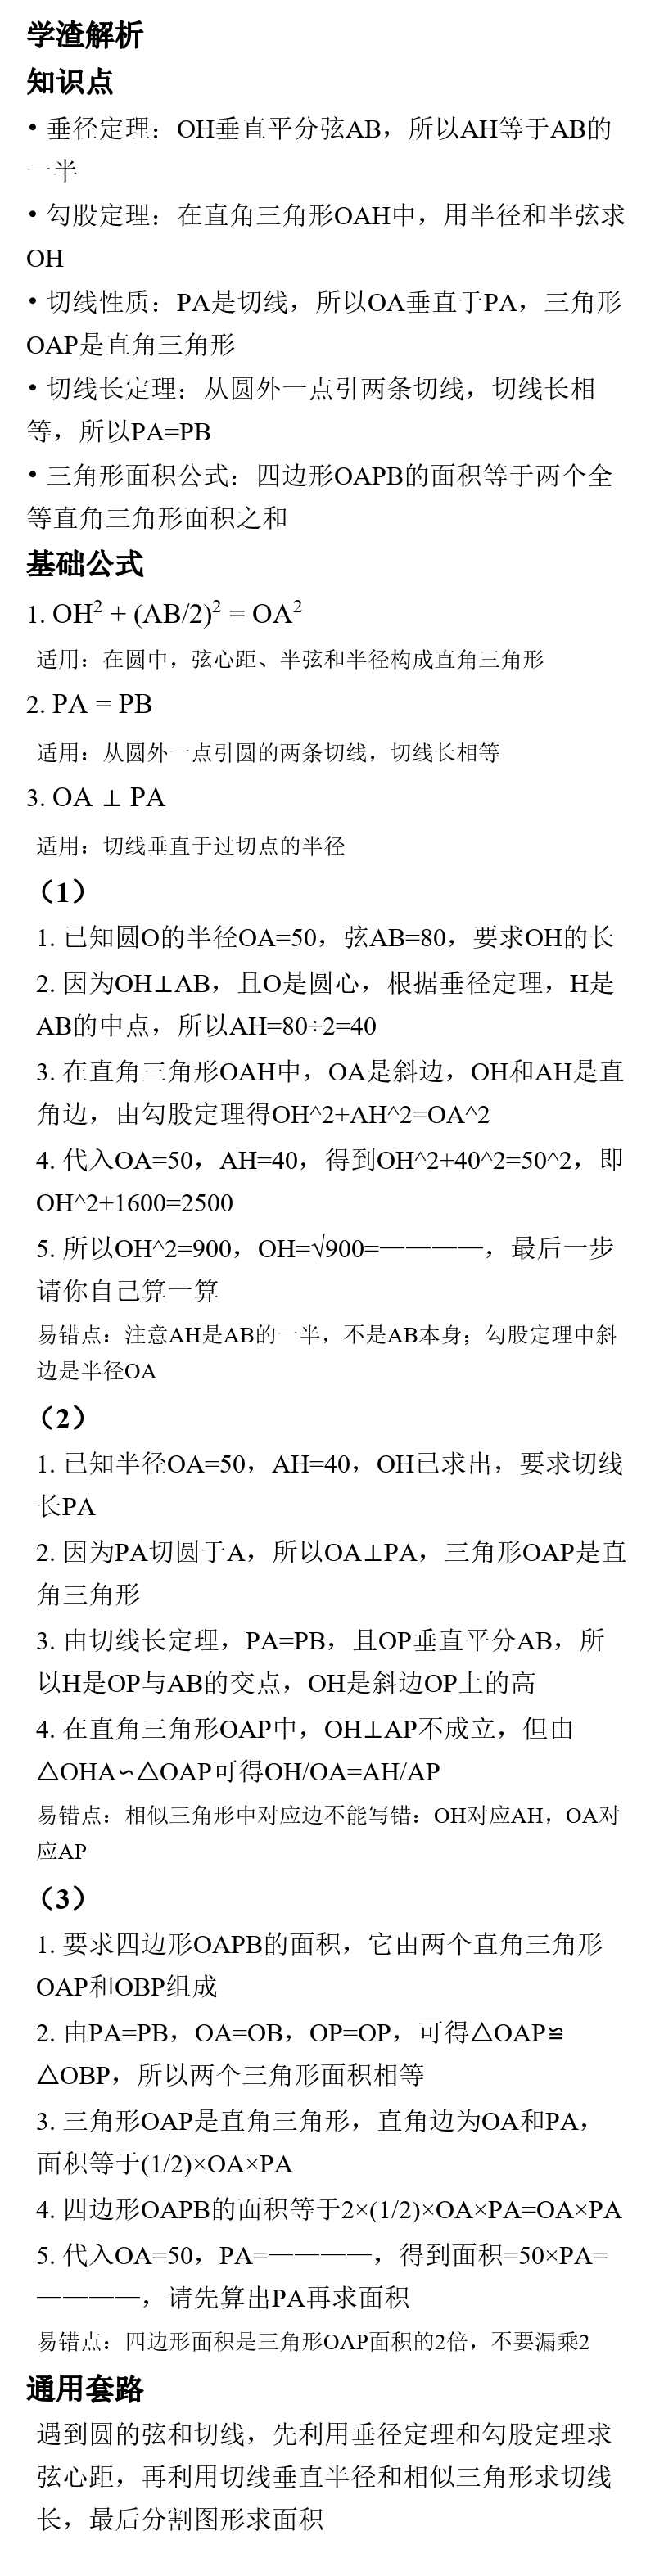 学渣解析
知识点
• 垂径定理：OH垂直平分弦AB，所以AH等于AB的
一半
• 勾股定理：在直角三角形OAH中，用半径和半弦求
OH
• 切线性质：PA是切线，所以OA垂直于PA，三角形
OAP是直角三角形
• 切线长定理：从圆外一点引两条切线，切线长相
等，所以PA=PB
• 三角形面积公式：四边形OAPB的面积等于两个全
等直角三角形面积之和
基础公式
1. OH² + (AB/2)² = OA²
适用：在圆中，弦心距、半弦和半径构成直角三角形
2. PA = PB
适用：从圆外一点引圆的两条切线，切线长相等
3. OA ⊥ PA
适用：切线垂直于过切点的半径
（1）
1. 已知圆O的半径OA=50，弦AB=80，要求OH的长
2. 因为OH⊥AB，且O是圆心，根据垂径定理，H是
AB的中点，所以AH=80÷2=40
3. 在直角三角形OAH中，OA是斜边，OH和AH是直
角边，由勾股定理得OH^2+AH^2=OA^2
4. 代入OA=50，AH=40，得到OH^2+40^2=50^2，即
OH^2+1600=2500
5. 所以OH^2=900，OH=√900=————，最后一步
请你自己算一算
易错点：注意AH是AB的一半，不是AB本身；勾股定理中斜
边是半径OA
（2）
1. 已知半径OA=50，AH=40，OH已求出，要求切线
长PA
2. 因为PA切圆于A，所以OA⊥PA，三角形OAP是直
角三角形
3. 由切线长定理，PA=PB，且OP垂直平分AB，所
以H是OP与AB的交点，OH是斜边OP上的高
4. 在直角三角形OAP中，OH⊥AP不成立，但由
△OHA∽△OAP可得OH/OA=AH/AP
易错点：相似三角形中对应边不能写错：OH对应AH，OA对
应AP
（3）
1. 要求四边形OAPB的面积，它由两个直角三角形
OAP和OBP组成
2. 由PA=PB，OA=OB，OP=OP，可得△OAP≌
△OBP，所以两个三角形面积相等
3. 三角形OAP是直角三角形，直角边为OA和PA，
面积等于(1/2)×OA×PA
4. 四边形OAPB的面积等于2×(1/2)×OA×PA=OA×PA
5. 代入OA=50，PA=————，得到面积=50×PA=
————，请先算出PA再求面积
易错点：四边形面积是三角形OAP面积的2倍，不要漏乘2
通用套路
遇到圆的弦和切线，先利用垂径定理和勾股定理求
弦心距，再利用切线垂直半径和相似三角形求切线
长，最后分割图形求面积